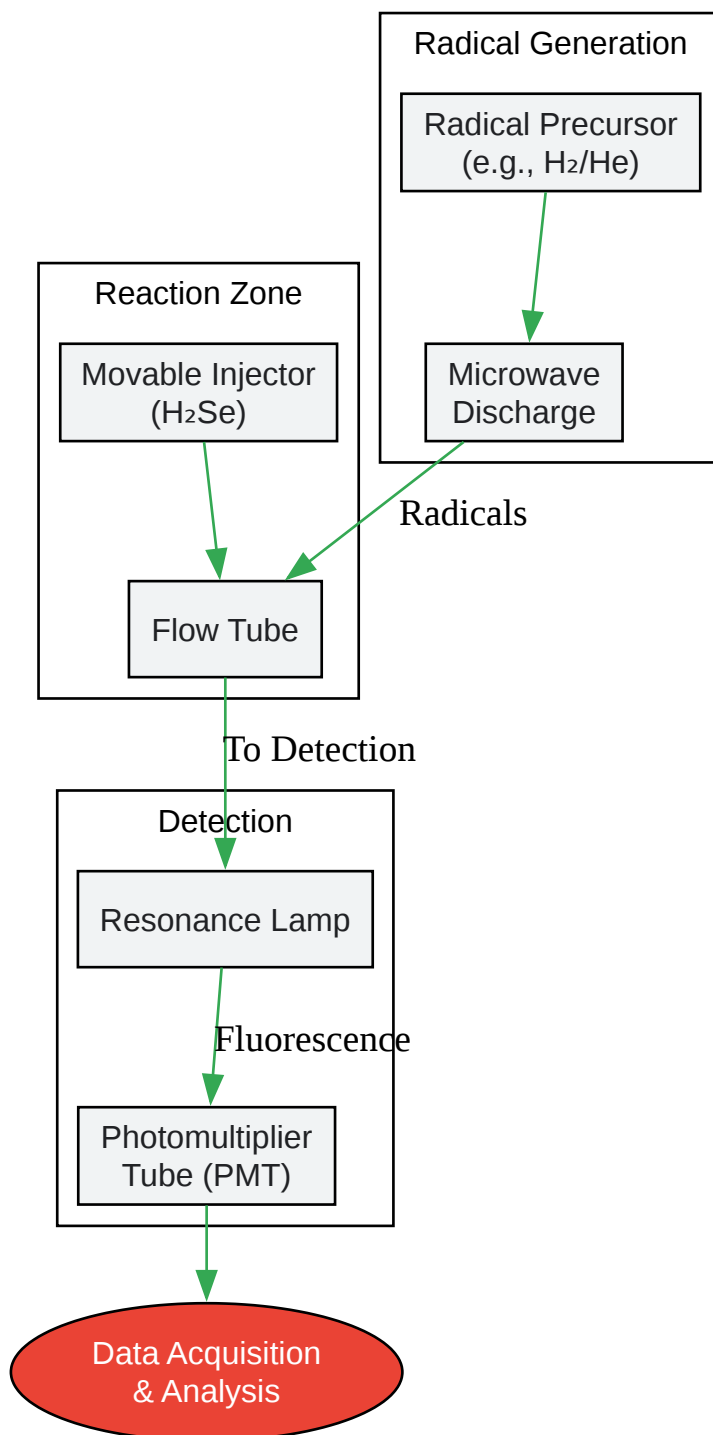 Radical Generation
Radical Precursor
(e.g., H₂/He)
Reaction Zone
Movable Injector
(H₂Se)
Microwave
Discharge
Radicals
Flow Tube
To Detection
Detection
Resonance Lamp
Fluorescence
Photomultiplier
Tube (PMT)
Data Acquisition
& Analysis